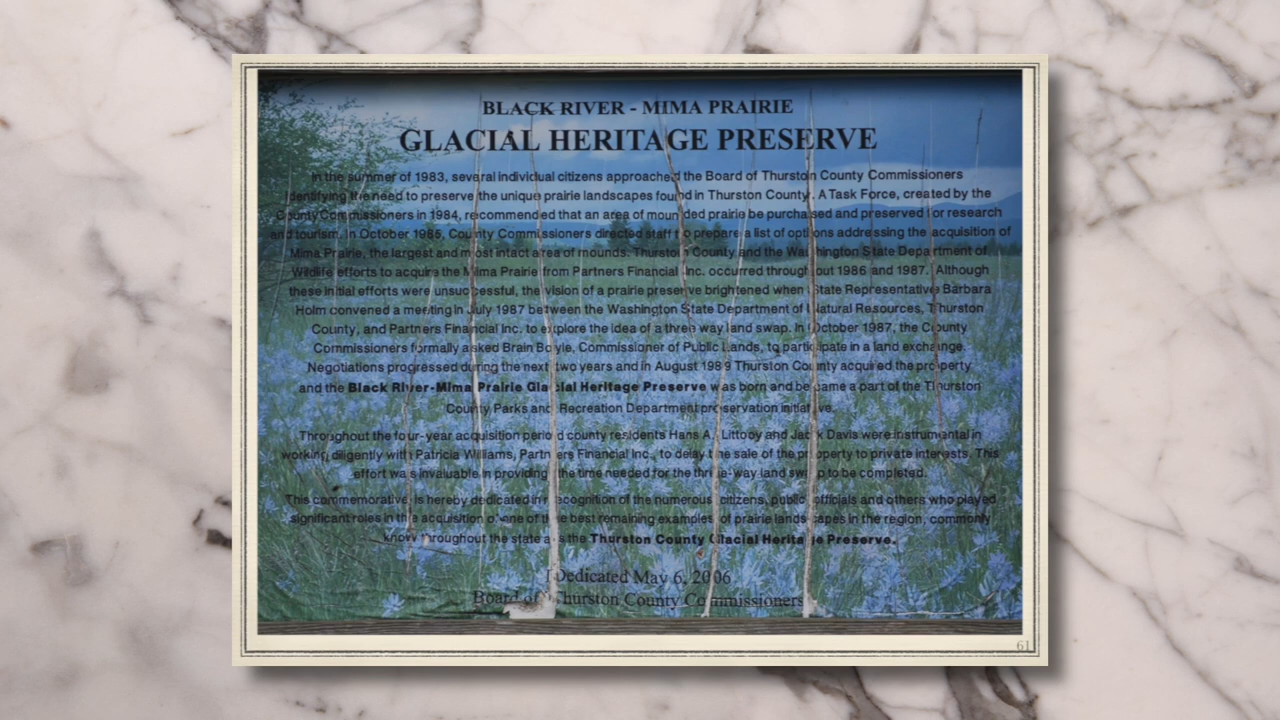 BLACK RIVER - MIMA PRAIRIE
GLACIAL HERITAGE PRESERVE
In the summer of 1983, several individual citizens approached the Board of Thurston County Commissioners
identifying the need to preserve the unique prairie landscapes found in Thurston County. A Task Force, created by the
County Commissioners in 1984, recommended that an area of mounded prairie be purchased and preserved for research
and tourism. In October 1985, County Commissioners directed staff to prepare a list of options addressing the acquisition of
Mima Prairie, the largest and most intact area of mounds. Thurston County and the Washington State Department of
Wildlife efforts to acquire the Mima Prairie from Partners Financial Inc. occurred throughout 1986 and 1987. Although
these initial efforts were unsuccessful, the vision of a prairie preserve brightened when State Representative Barbara
Holm convened a meeting in July 1987 between the Washington State Department of Natural Resources, Thurston
County, and Partners Financial Inc. to explore the idea of a three way land swap. In October 1987, the County
Commissioners formally asked Brain Boyle, Commissioner of Public Lands, to participate in a land exchange.
Negotiations progressed during the next two years and in August 1989 Thurston County acquired the property
and the Black River-Mima Prairie Glacial Heritage Preserve was born and became a part of the Thurston
County Parks and Recreation Department preservation initiative.
Throughout the four-year acquisition period county residents Hans A. Littooy and Jack Davis were instrumental in
working diligently with Patricia Williams, Partners Financial Inc., to delay the sale of the property to private interests. This
effort was invaluable in providing the time needed for the three-way land swap to be completed.
This commemorative is hereby dedicated in recognition of the numerous citizens, public officials and others who played
significant roles in the acquisition of one of the best remaining examples of prairie landscapes in the region, commonly
know throughout the state as the Thurston County Glacial Heritage Preserve.
Dedicated May 6, 2006
Board of Thurston County Commissioners
61